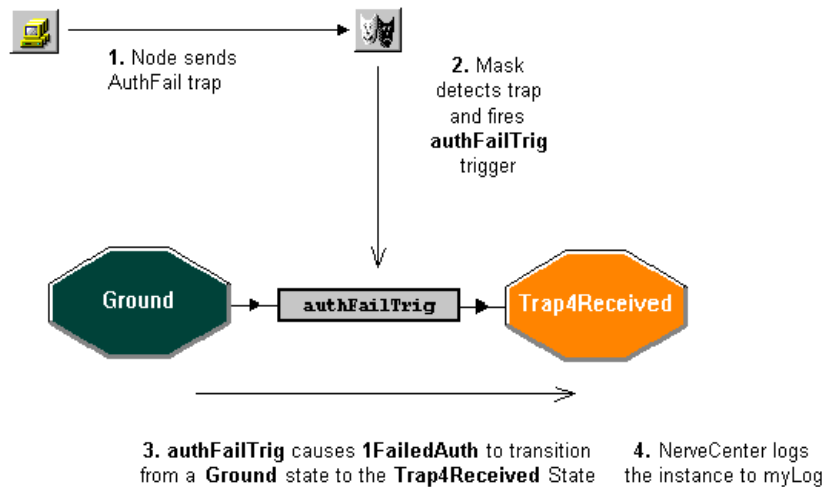 1. Node sends
AuthFail trap
2. Mask
detects trap
and fires
authFailTrig
trigger
Ground
authFailTrig
Trap4Received
3. authFailTrig causes 1FailedAuth to transition
from a Ground state to the Trap4Received State
4. NerveCenter logs
the instance to myLog